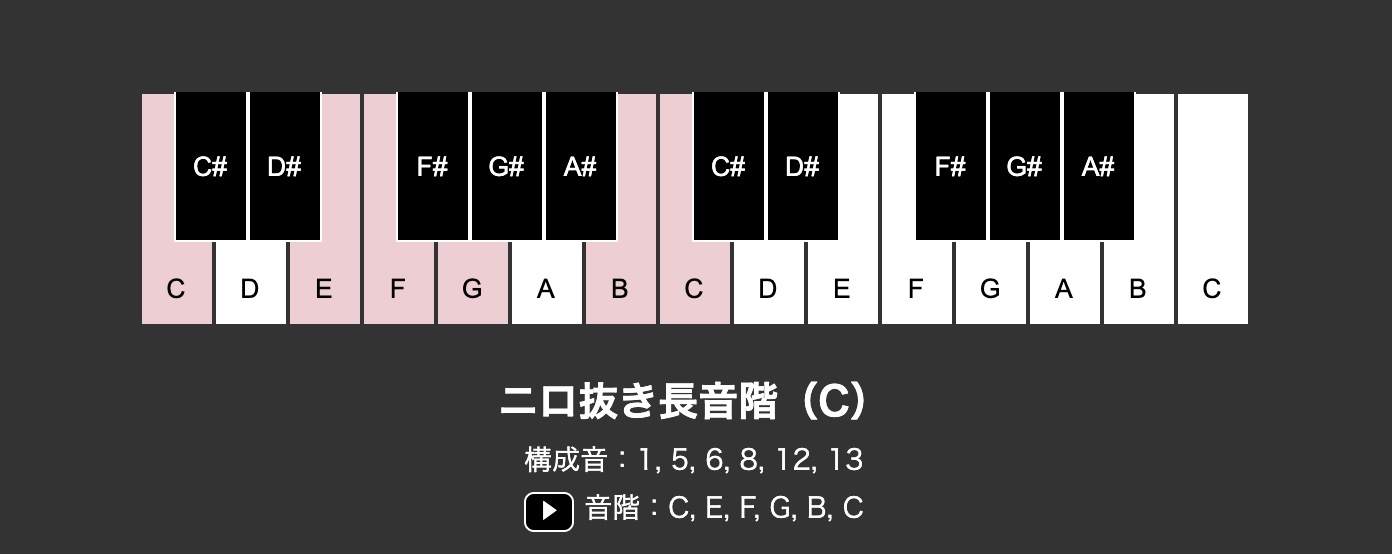 C# D# F# G# A# C# D# F# G# A#
C D E F G A B C D E F G A B C
ニロ抜き長音階（C）
構成音：1, 5, 6, 8, 12, 13
音階：C, E, F, G, B, C